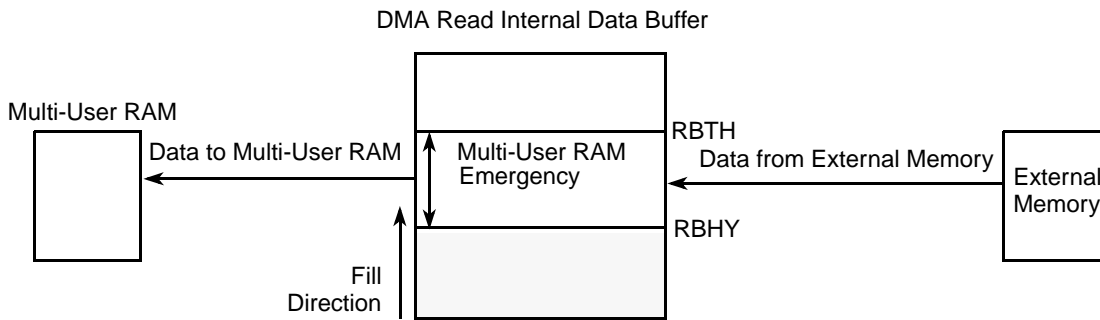 DMA Read Internal Data Buffer
Multi-User RAM
RBTH
Data to Multi-User RAM
Multi-User RAM
Emergency
Data from External Memory
External
Memory
RBHY
Fill
Direction